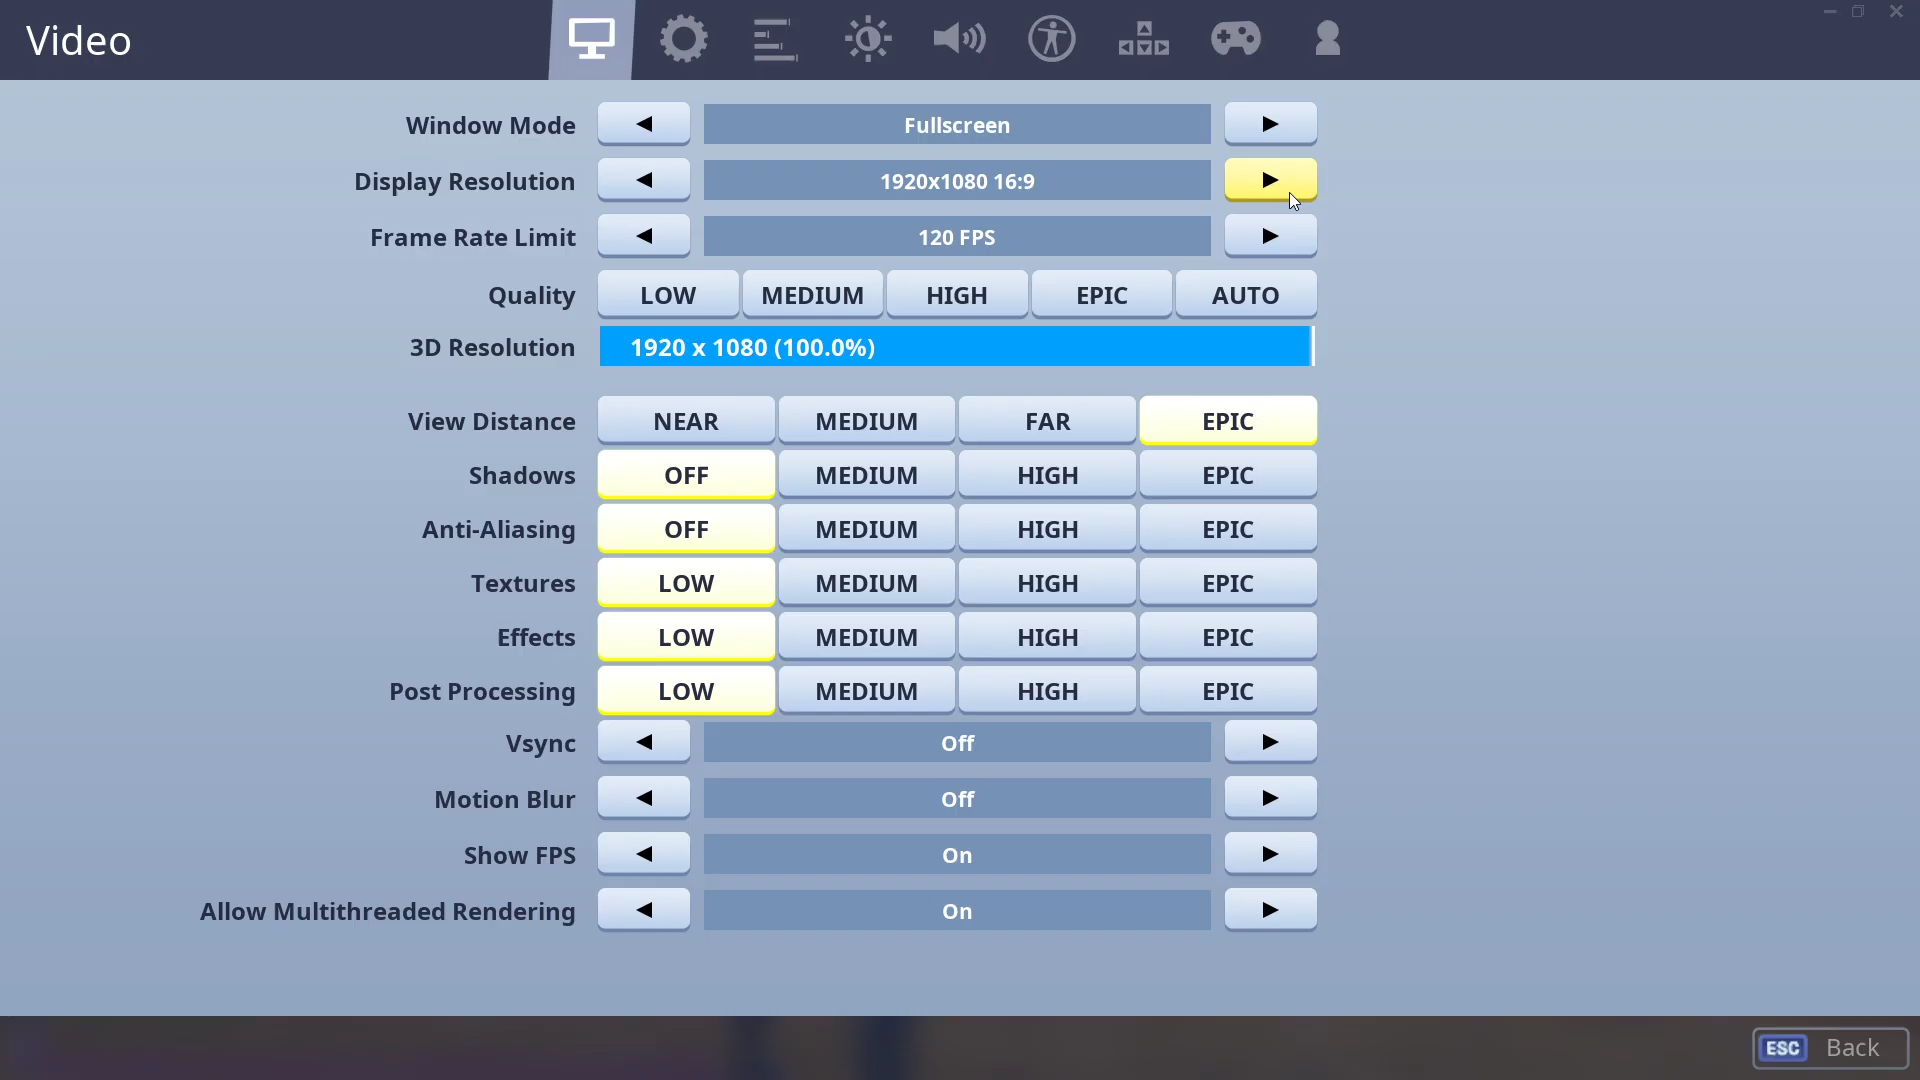 Video
Window Mode Fullscreen
Display Resolution 1920x1080 16:9
Frame Rate Limit 120 FPS
Quality LOW MEDIUM HIGH EPIC AUTO
3D Resolution 1920 x 1080 (100.0%)
View Distance NEAR MEDIUM FAR EPIC
Shadows OFF MEDIUM HIGH EPIC
Anti-Aliasing OFF MEDIUM HIGH EPIC
Textures LOW MEDIUM HIGH EPIC
Effects LOW MEDIUM HIGH EPIC
Post Processing LOW MEDIUM HIGH EPIC
Vsync Off
Motion Blur Off
Show FPS On
Allow Multithreaded Rendering On
ESC Back